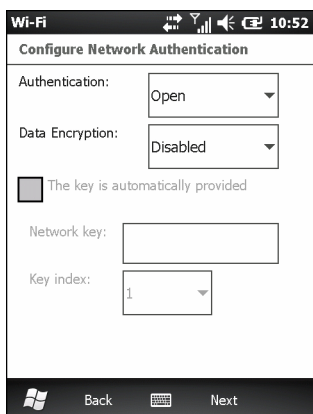 Wi-Fi 10:52
Configure Network Authentication
Authentication:
Open
Data Encryption:
Disabled
The key is automatically provided
Network key:
Key index:
1
Back Next